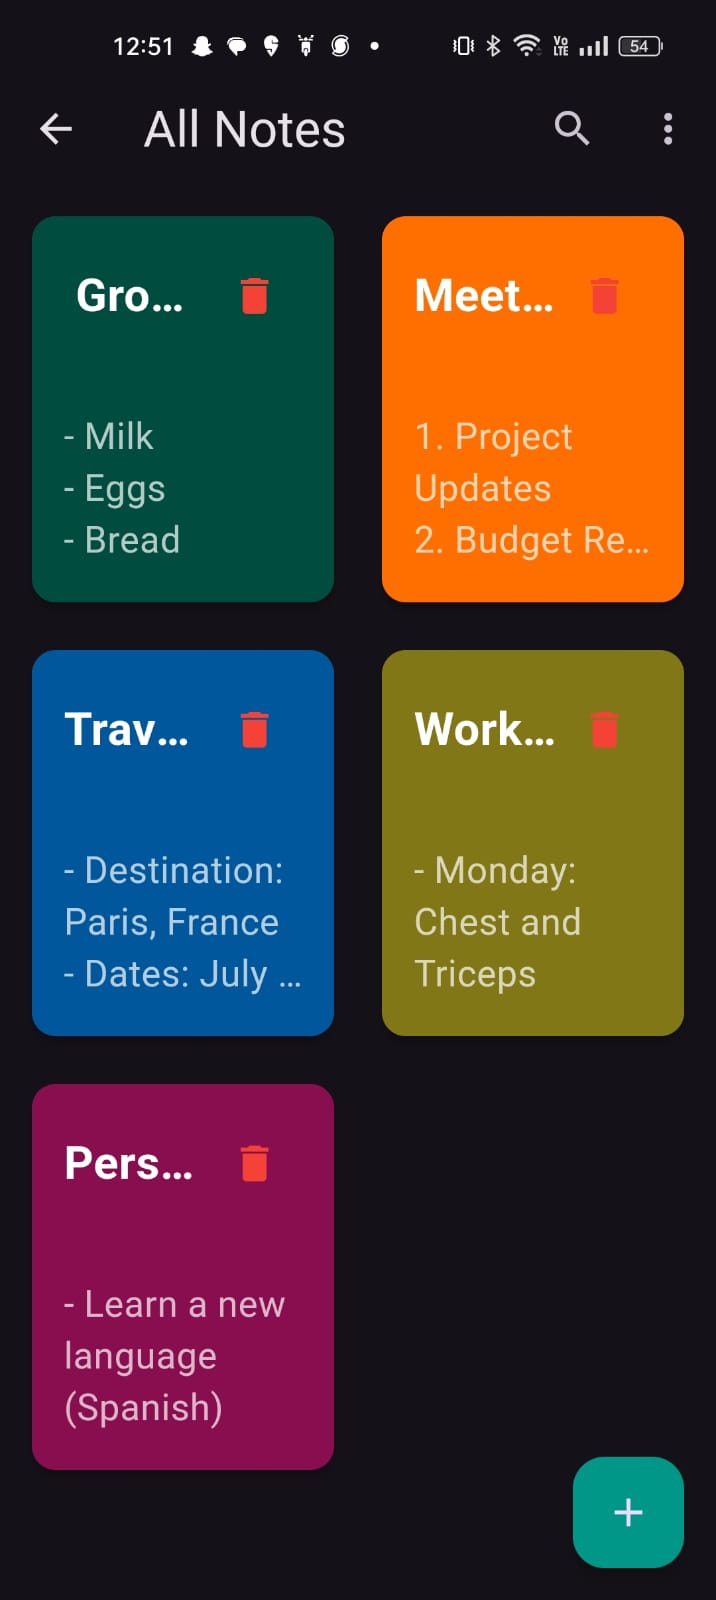 12:51
Vo
LTE
54
All Notes
Gro...
- Milk
- Eggs
- Bread
Meet...
1. Project
Updates
2. Budget Re...
Trav...
- Destination:
Paris, France
- Dates: July ...
Work...
- Monday:
Chest and
Triceps
Pers...
- Learn a new
language
(Spanish)